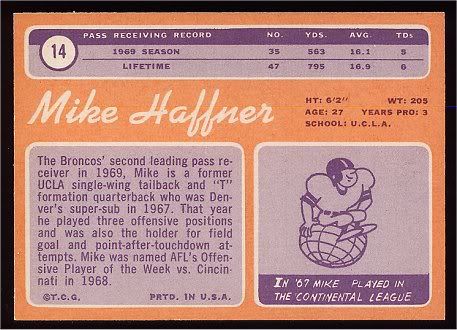 14
PASS RECEIVING RECORD NO. YDS. AVG. TDs
1969 SEASON 35 563 16.1 5
LIFETIME 47 795 16.9 6
Mike Haffner
HT: 6'2" WT: 205
AGE: 27 YEARS PRO: 3
SCHOOL: U.C.L.A.
The Broncos' second leading pass re-
ceiver in 1969, Mike is a former
UCLA single-wing tailback and "T"
formation quarterback who was Den-
ver's super-sub in 1967. That year
he played three offensive positions
and was also the holder for field
goal and point-after-touchdown at-
tempts. Mike was named AFL's Offen-
sive Player of the Week vs. Cincin-
nati in 1968.
©T.C.G. PRTD. IN U.S.A.
IN '67 MIKE PLAYED IN
THE CONTINENTAL LEAGUE